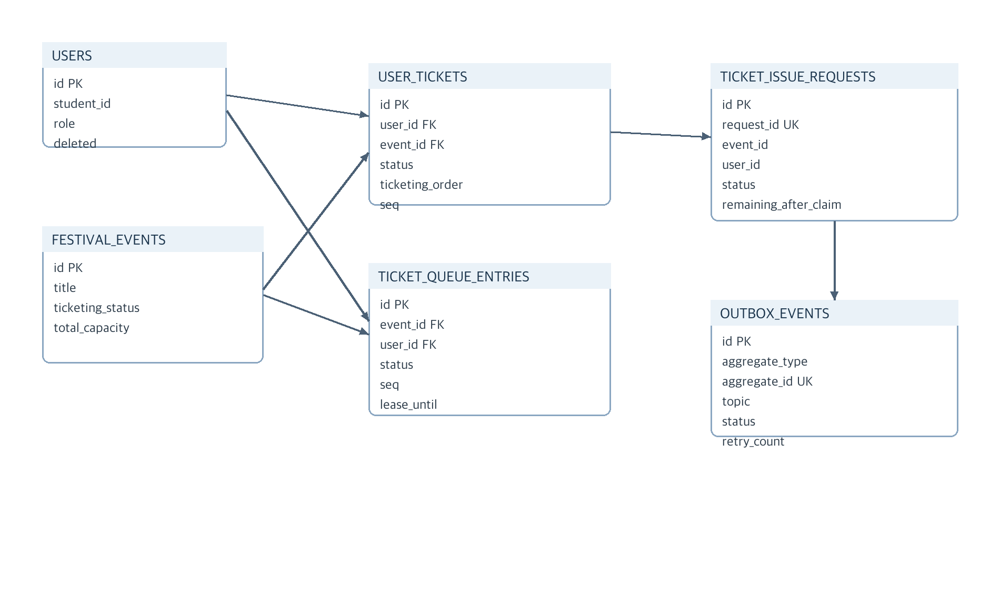 USERS
id PK
student_id
role
deleted
FESTIVAL_EVENTS
id PK
title
ticketing_status
total_capacity
USER_TICKETS
id PK
user_id FK
event_id FK
status
ticketing_order
seq
TICKET_QUEUE_ENTRIES
id PK
event_id FK
user_id FK
status
seq
lease_until
TICKET_ISSUE_REQUESTS
id PK
request_id UK
event_id
user_id
status
remaining_after_claim
OUTBOX_EVENTS
id PK
aggregate_type
aggregate_id UK
topic
status
retry_count